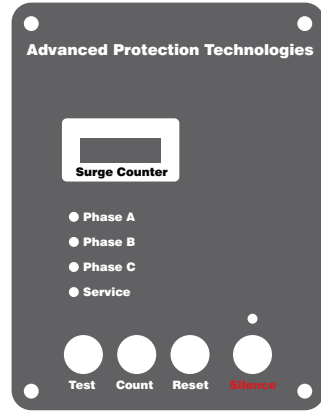 Advanced Protection Technologies
Surge Counter
Phase A
Phase B
Phase C
Service
Test Count Reset Silence